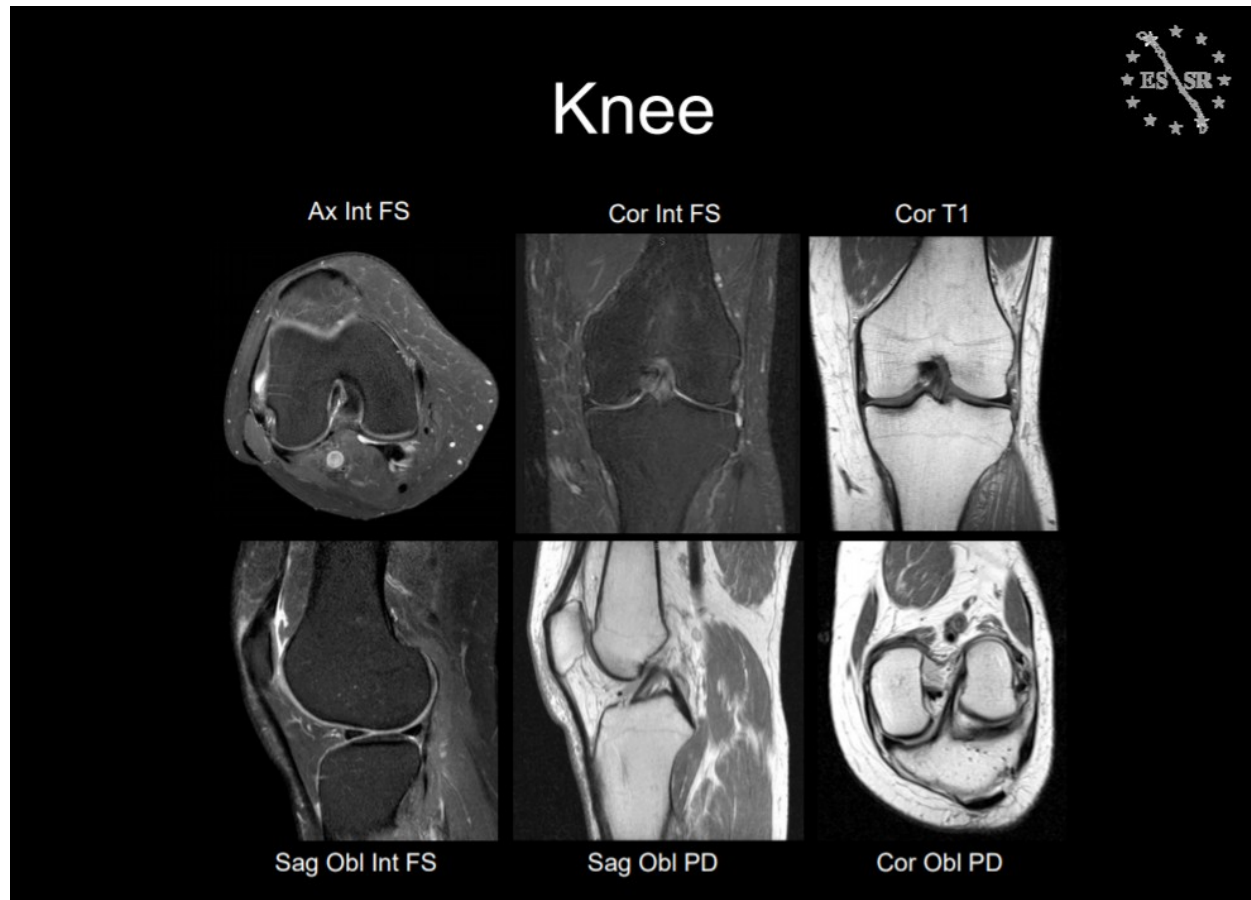 Knee
ES SR
Ax Int FS
Cor Int FS
Cor T1
Sag Obl Int FS
Sag Obl PD
Cor Obl PD